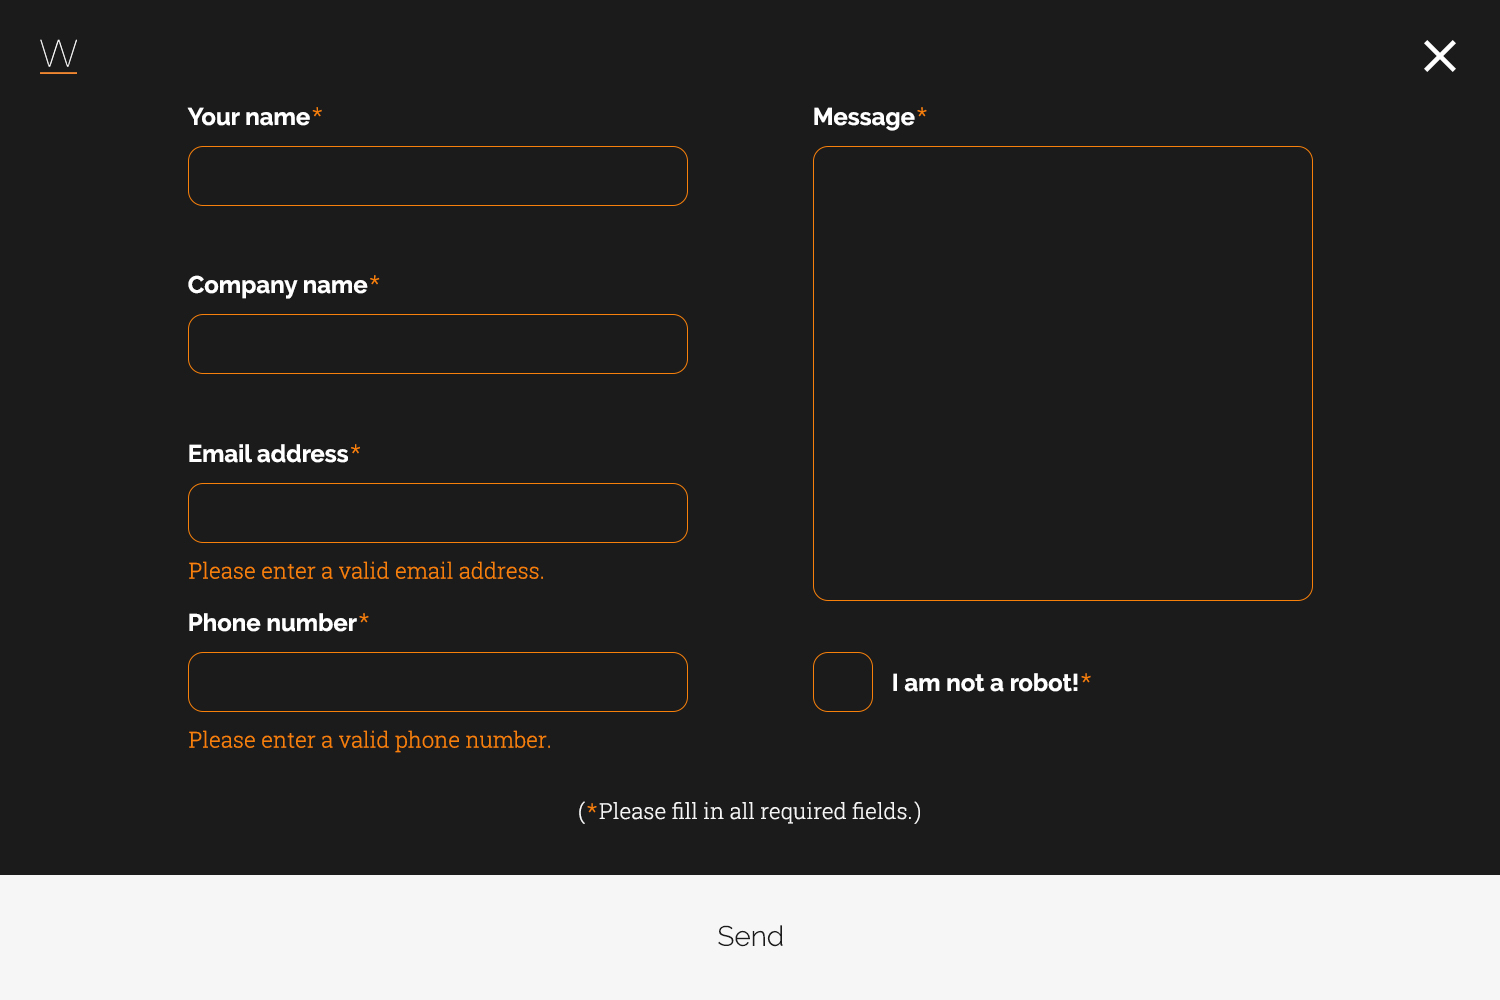 W
Your name*
Company name*
Email address*
Please enter a valid email address.
Phone number*
Please enter a valid phone number.
Message*
I am not a robot!*
(*Please fill in all required fields.)
Send